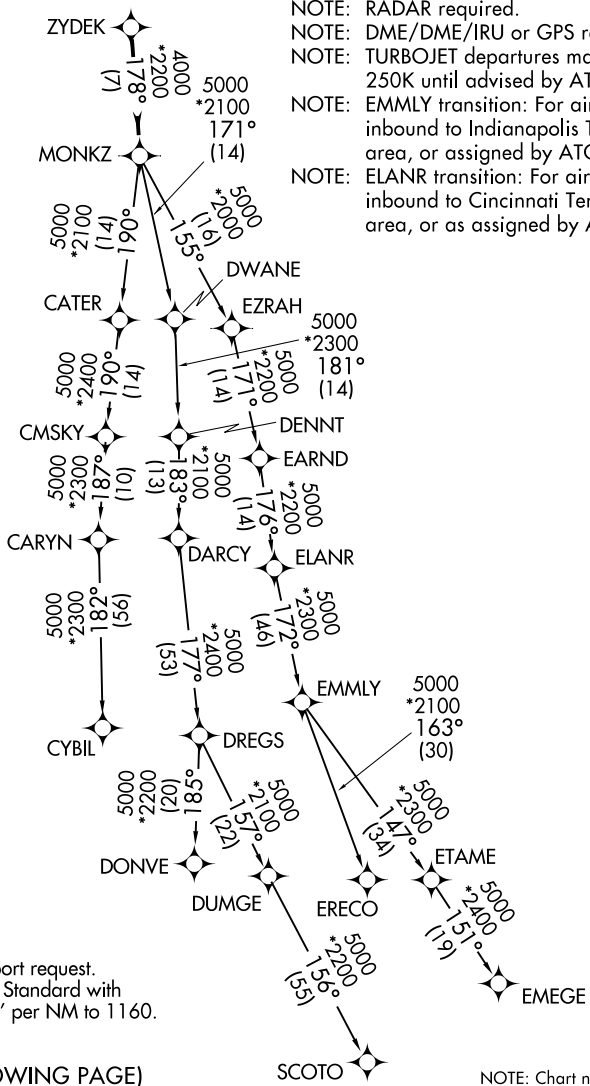 ZYDEK
4000
*2200
178°
(7)
MONKZ
5000
*2100
171°
(14)
5000
*2100
(14)
190°
5000
*2000
(16)
155°
DWANE
CATER
EZRAH
5000
*2300
181°
(14)
5000
*2400
190°
(14)
5000
*2200
171°
(14)
CMSKY
DENNT
EARND
5000
*2300
187°
(10)
5000
*2100
183°
(13)
5000
*2200
176°
(14)
CARYN
DARCY
ELANR
5000
*2300
182°
(56)
5000
*2400
177°
(53)
5000
*2300
172°
(46)
EMMLY
5000
*2100
163°
(30)
CYBIL
DREGS
5000
*2200
(20)
185°
5000
*2100
157°
(22)
5000
*2300
147°
(34)
DONVE
DUMGE
ERECO
ETAME
5000
*2400
151°
(19)
5000
*2200
156°
(55)
EMEGE
SCOTO
NOTE: RADAR required.
NOTE: DME/DME/IRU or GPS r
NOTE: TURBOJET departures ma
250K until advised by AT
NOTE: EMMLY transition: For air
inbound to Indianapolis T
area, or assigned by ATC
NOTE: ELANR transition: For air
inbound to Cincinnati Ter
area, or as assigned by A
ort request.
Standard with
' per NM to 1160.
OWING PAGE)
NOTE: Chart n